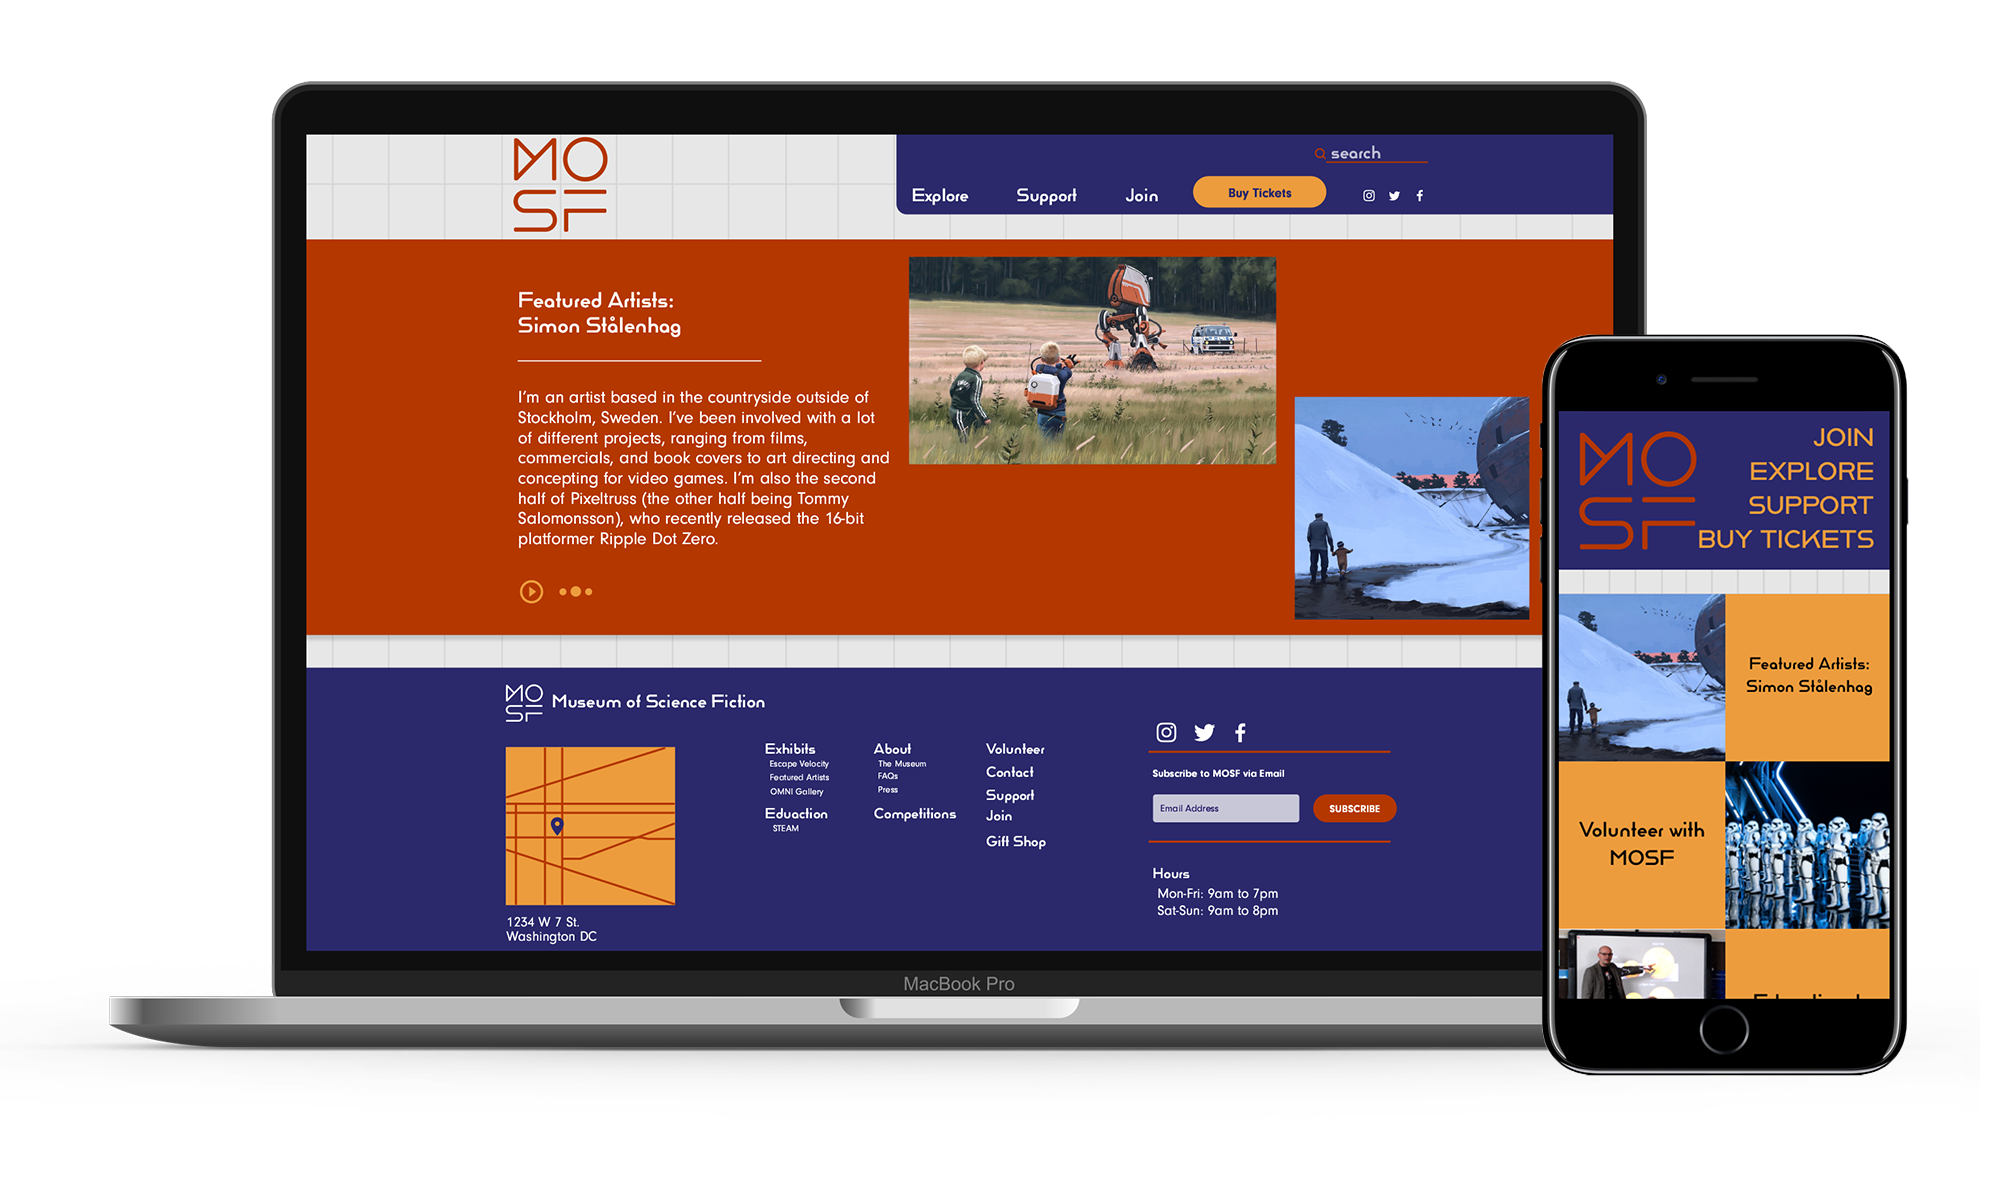 MO
SF
search
Explore
Support
Join
Buy Tickets
Featured Artists:
Simon Stålenhag
I'm an artist based in the countryside outside of
Stockholm, Sweden. I've been involved with a lot
of different projects, ranging from films,
commercials, and book covers to art directing and
concepting for video games. I'm also the second
half of Pixeltruss (the other half being Tommy
Salomonsson), who recently released the 16-bit
platformer Ripple Dot Zero.
MO
SF
Museum of Science Fiction
1234 W 7 St.
Washington DC
Exhibits
Escape Velocity
Featured Artists
OMNI Gallery
Eduaction
STEAM
About
The Museum
FAQs
Press
Competitions
Volunteer
Contact
Support
Join
Gift Shop
Subscribe to MOSF via Email
Email Address
SUBSCRIBE
Hours
Mon-Fri: 9am to 7pm
Sat-Sun: 9am to 8pm
MacBook Pro
MO
SF
JOIN
EXPLORE
SUPPORT
BUY TICKETS
Featured Artists:
Simon Stålenhag
Volunteer with
MOSF